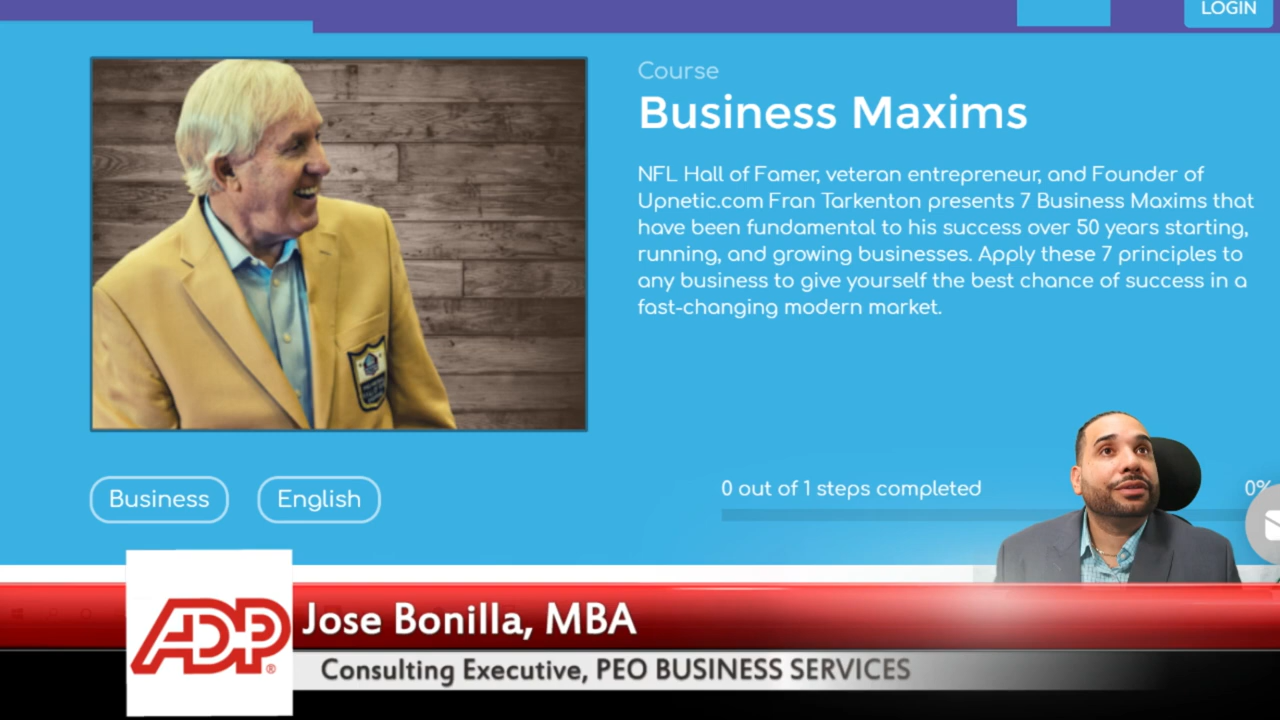 LOGIN
Course
Business Maxims
NFL Hall of Famer, veteran entrepreneur, and Founder of
Upnetic.com Fran Tarkenton presents 7 Business Maxims that
have been fundamental to his success over 50 years starting,
running, and growing businesses. Apply these 7 principles to
any business to give yourself the best chance of success in a
fast-changing modern market.
Business
English
0 out of 1 steps completed
0%
ADP®
Jose Bonilla, MBA
Consulting Executive, PEO BUSINESS SERVICES